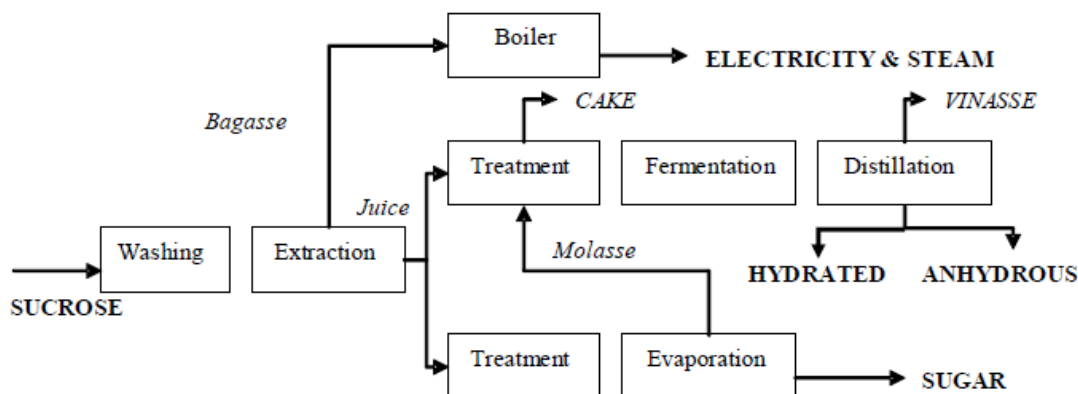 Boiler
ELECTRICITY & STEAM
CAKE
VINASSE
Bagasse
Treatment
Fermentation
Distillation
Juice
Washing
Extraction
Molasse
HYDRATED
ANHYDROUS
SUCROSE
Treatment
Evaporation
SUGAR